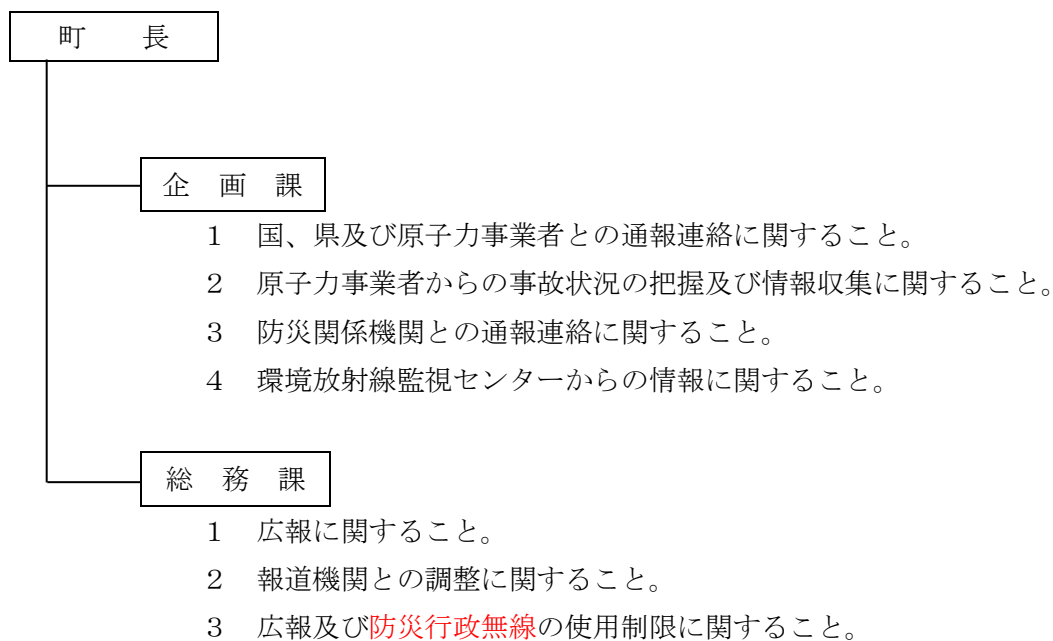 町　長
企　画　課
１　国、県及び原子力事業者との通報連絡に関すること。
２　原子力事業者からの事故状況の把握及び情報収集に関すること。
３　防災関係機関との通報連絡に関すること。
４　環境放射線監視センターからの情報に関すること。
総　務　課
１　広報に関すること。
２　報道機関との調整に関すること。
３　広報及び防災行政無線の使用制限に関すること。